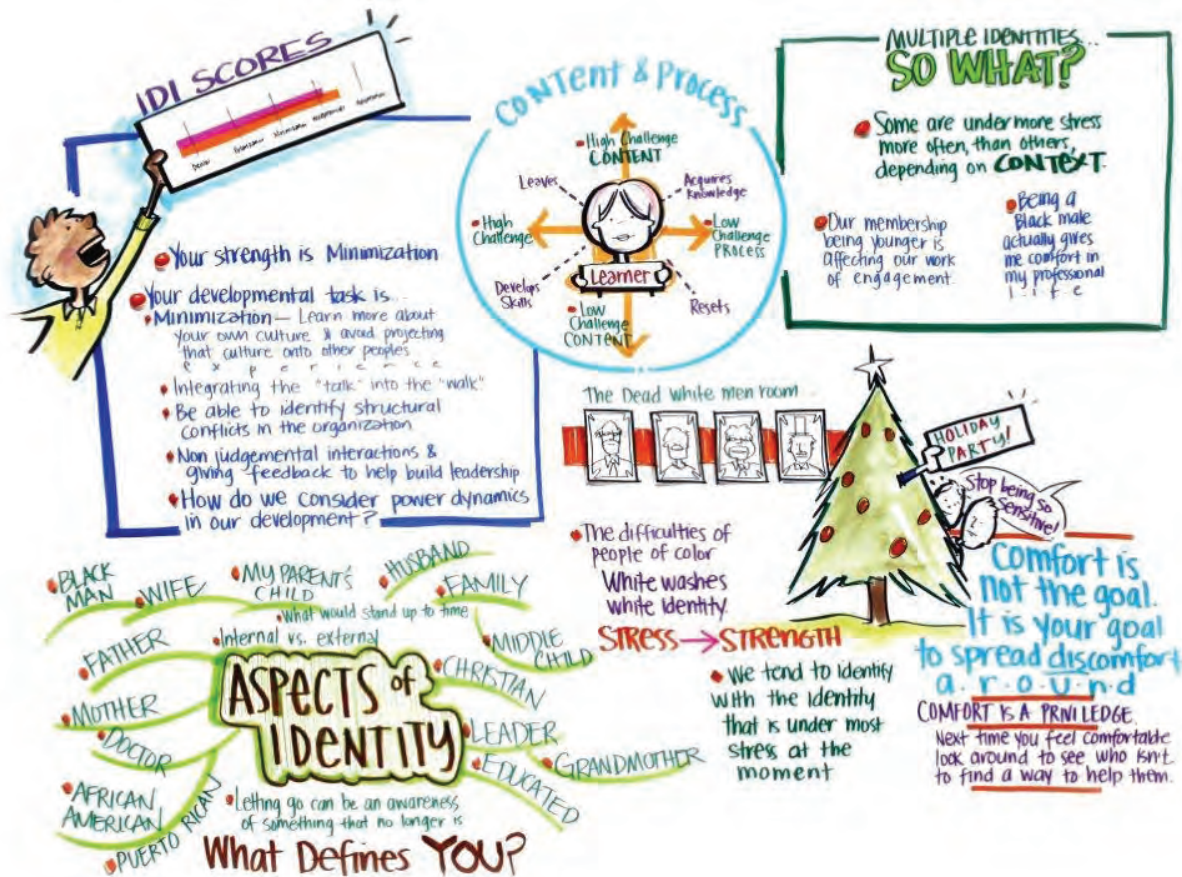 IDI SCORES
Denial
Polarization
Minimization
Acceptance
Adaptation
Your strength is Minimization
Your developmental task is...
Minimization — Learn more about
your own culture & avoid projecting
that culture onto other peoples
experience
Integrating the "talk" into the "walk"
Be able to identify structural
conflicts in the organization
Non judgemental interactions &
giving feedback to help build leadership
How do we consider power dynamics
in our development?
CONTENT & PROCESS
High Challenge
CONTENT
Leaves
Acquires
Knowledge
High
Challenge
Low
Challenge
PROCESS
Learner
Develops
Skills
Resets
Low
Challenge
CONTENT
MULTIPLE IDENTITIES...
SO WHAT?
Some are under more stress
more often, than others,
depending on CONTEXT.
Our membership
being younger is
affecting our work
of engagement.
Being a
Black male
actually gives
me comfort in
my professional
life
The Dead white men room...
HOLIDAY
PARTY!
Stop being so
sensitive!
The difficulties of
people of color
White washes
white identity.
STRESS → STRENGTH
We tend to identify
with the identity
that is under most
stress at the
moment
Comfort is
not the goal.
It is your goal
to spread discomfort
a.r.o.u.n.d
COMFORT IS A PRIVILEDGE.
Next time you feel comfortable
look around to see who isn't
to find a way to help them.
BLACK
MAN
WIFE
MY PARENT'S
CHILD
HUSBAND
FAMILY
What would stand up to time
Internal vs. external
FATHER
MIDDLE
CHILD
CHRISTIAN
ASPECTS of
IDENTITY
MOTHER
DOCTOR
LEADER
GRANDMOTHER
EDUCATED
AFRICAN
AMERICAN
PUERTO RICAN
Letting go can be an awareness
of something that no longer is
What Defines YOU?